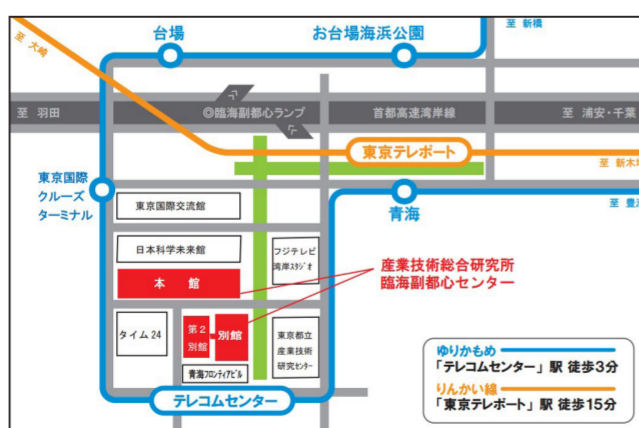 至 大崎
台場
お台場海浜公園
至 新橋
至 羽田
◎臨海副都心ランプ
首都高速湾岸線
至 浦安・千葉
東京テレポート
至 新木場
東京国際
クルーズ
ターミナル
青海
東京国際交流館
日本科学未来館
フジテレビ
湾岸スタジオ
本 館
産業技術総合研究所
臨海副都心センター
タイム24
第2
別館
別館
東京都立
産業技術
研究センター
青海フロンティアビル
テレコムセンター
ゆりかもめ
「テレコムセンター」駅 徒歩3分
りんかい線
「東京テレポート」駅 徒歩15分